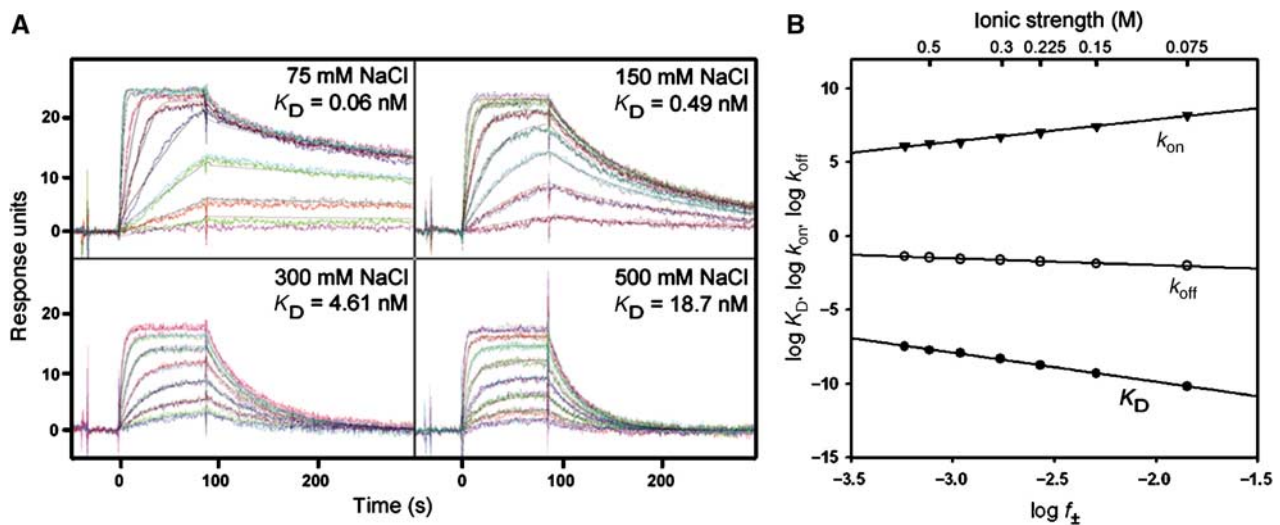 A
75 mM NaCl
K_D = 0.06 nM
150 mM NaCl
K_D = 0.49 nM
20
10
0
300 mM NaCl
K_D = 4.61 nM
500 mM NaCl
K_D = 18.7 nM
20
10
0
Response units
0 100 200 0 100 200
Time (s)
B
Ionic strength (M)
0.5 0.3 0.225 0.15 0.075
10
5
0
−5
−10
−15
log K_D, log k_on, log k_off
k_on
k_off
K_D
−3.5 −3.0 −2.5 −2.0 −1.5
log f_±